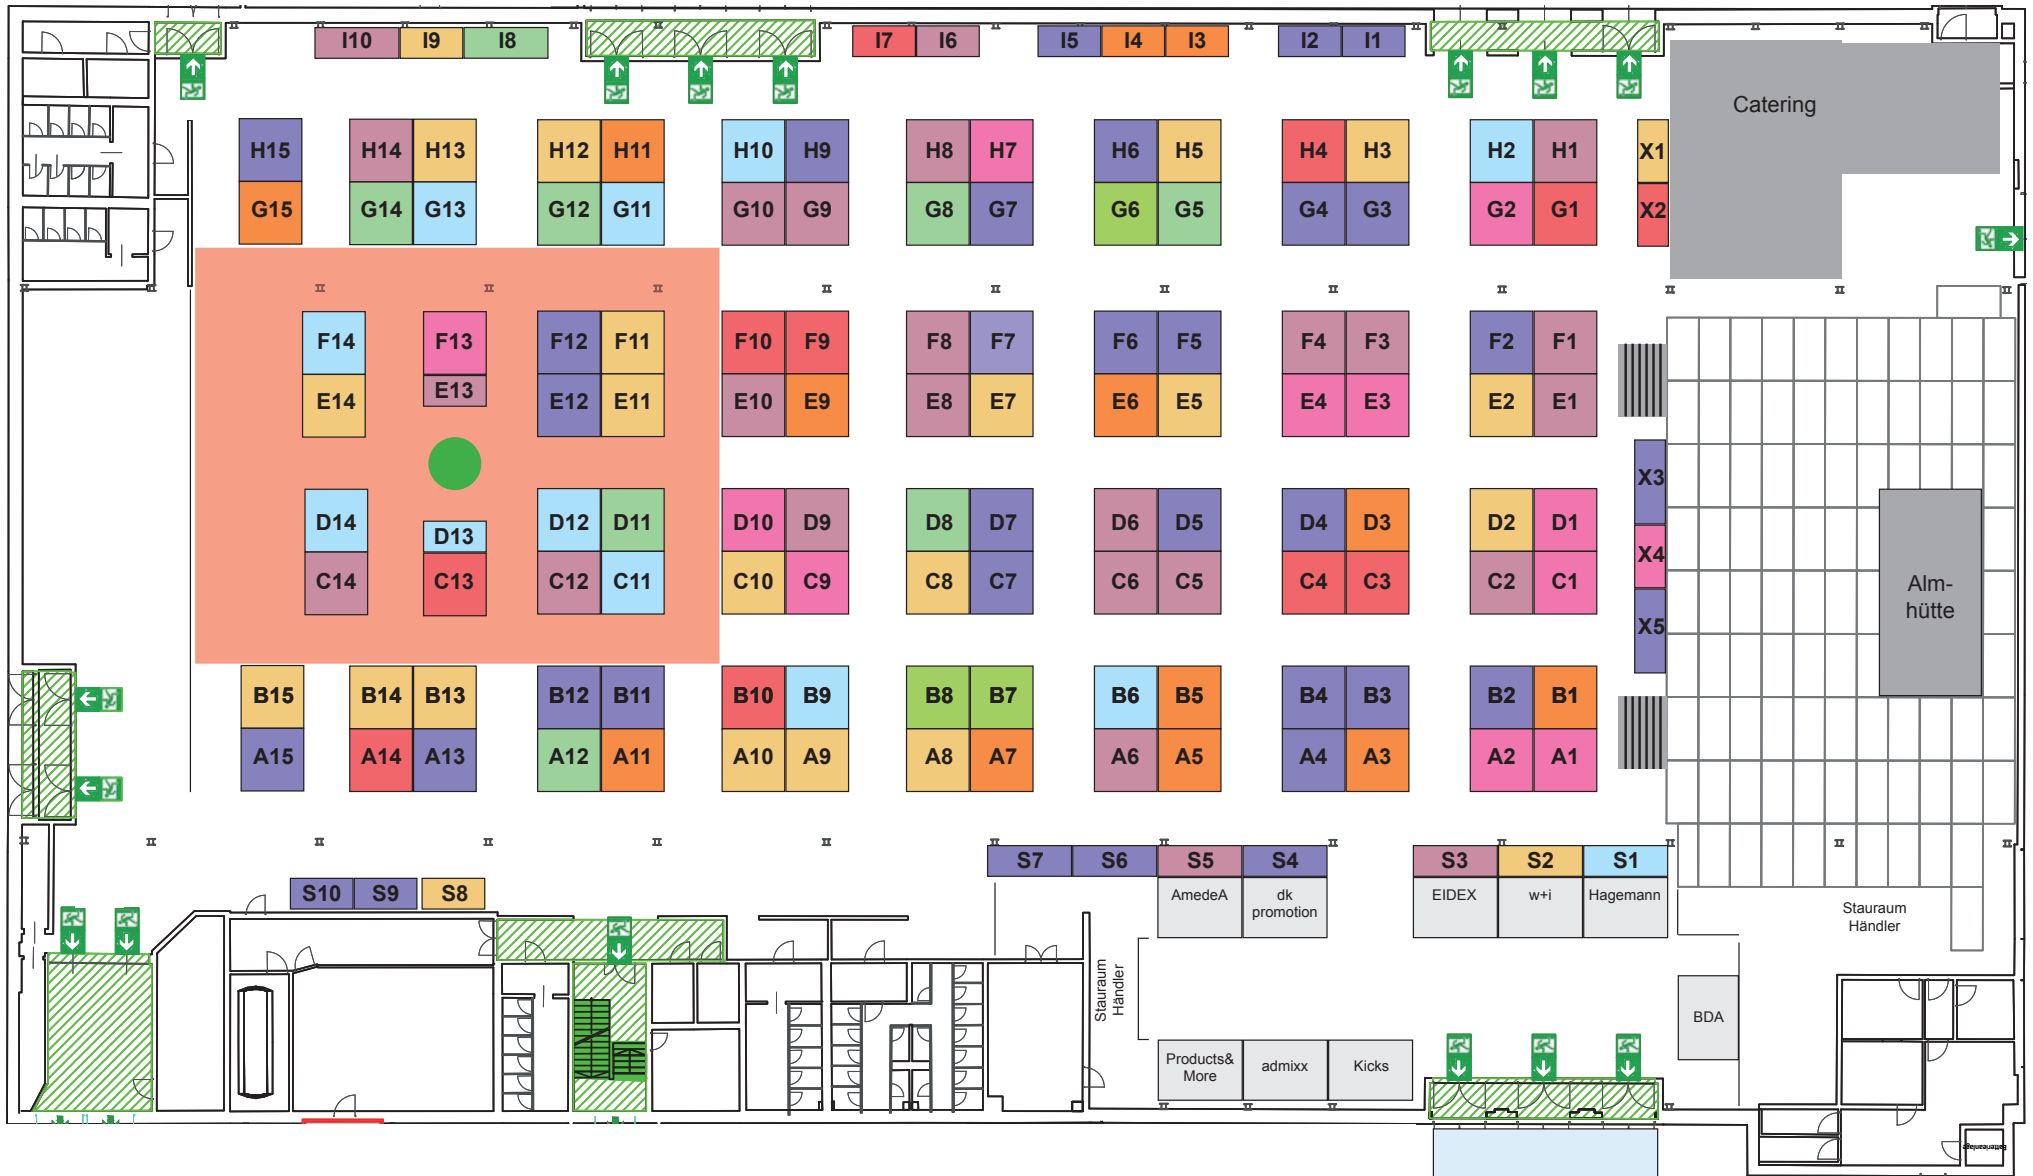 I10 I9 I8 I7 I6 I5 I4 I3 I2 I1
Catering
H15 H14 H13 H12 H11 H10 H9 H8 H7 H6 H5 H4 H3 H2 H1 X1
G15 G14 G13 G12 G11 G10 G9 G8 G7 G6 G5 G4 G3 G2 G1 X2
F14 F13 F12 F11 F10 F9 F8 F7 F6 F5 F4 F3 F2 F1
E14 E13 E12 E11 E10 E9 E8 E7 E6 E5 E4 E3 E2 E1
X3
D14 D13 D12 D11 D10 D9 D8 D7 D6 D5 D4 D3 D2 D1
X4
C14 C13 C12 C11 C10 C9 C8 C7 C6 C5 C4 C3 C2 C1
Alm-
hütte
X5
B15 B14 B13 B12 B11 B10 B9 B8 B7 B6 B5 B4 B3 B2 B1
A15 A14 A13 A12 A11 A10 A9 A8 A7 A6 A5 A4 A3 A2 A1
S7 S6 S5 S4 S3 S2 S1
S10 S9 S8
AmedeA
dk
promotion
EIDEX
w+i
Hagemann
Stauraum
Händler
Stauraum
Händler
BDA
Products&
More
admixx
Kicks
Batterieanlage